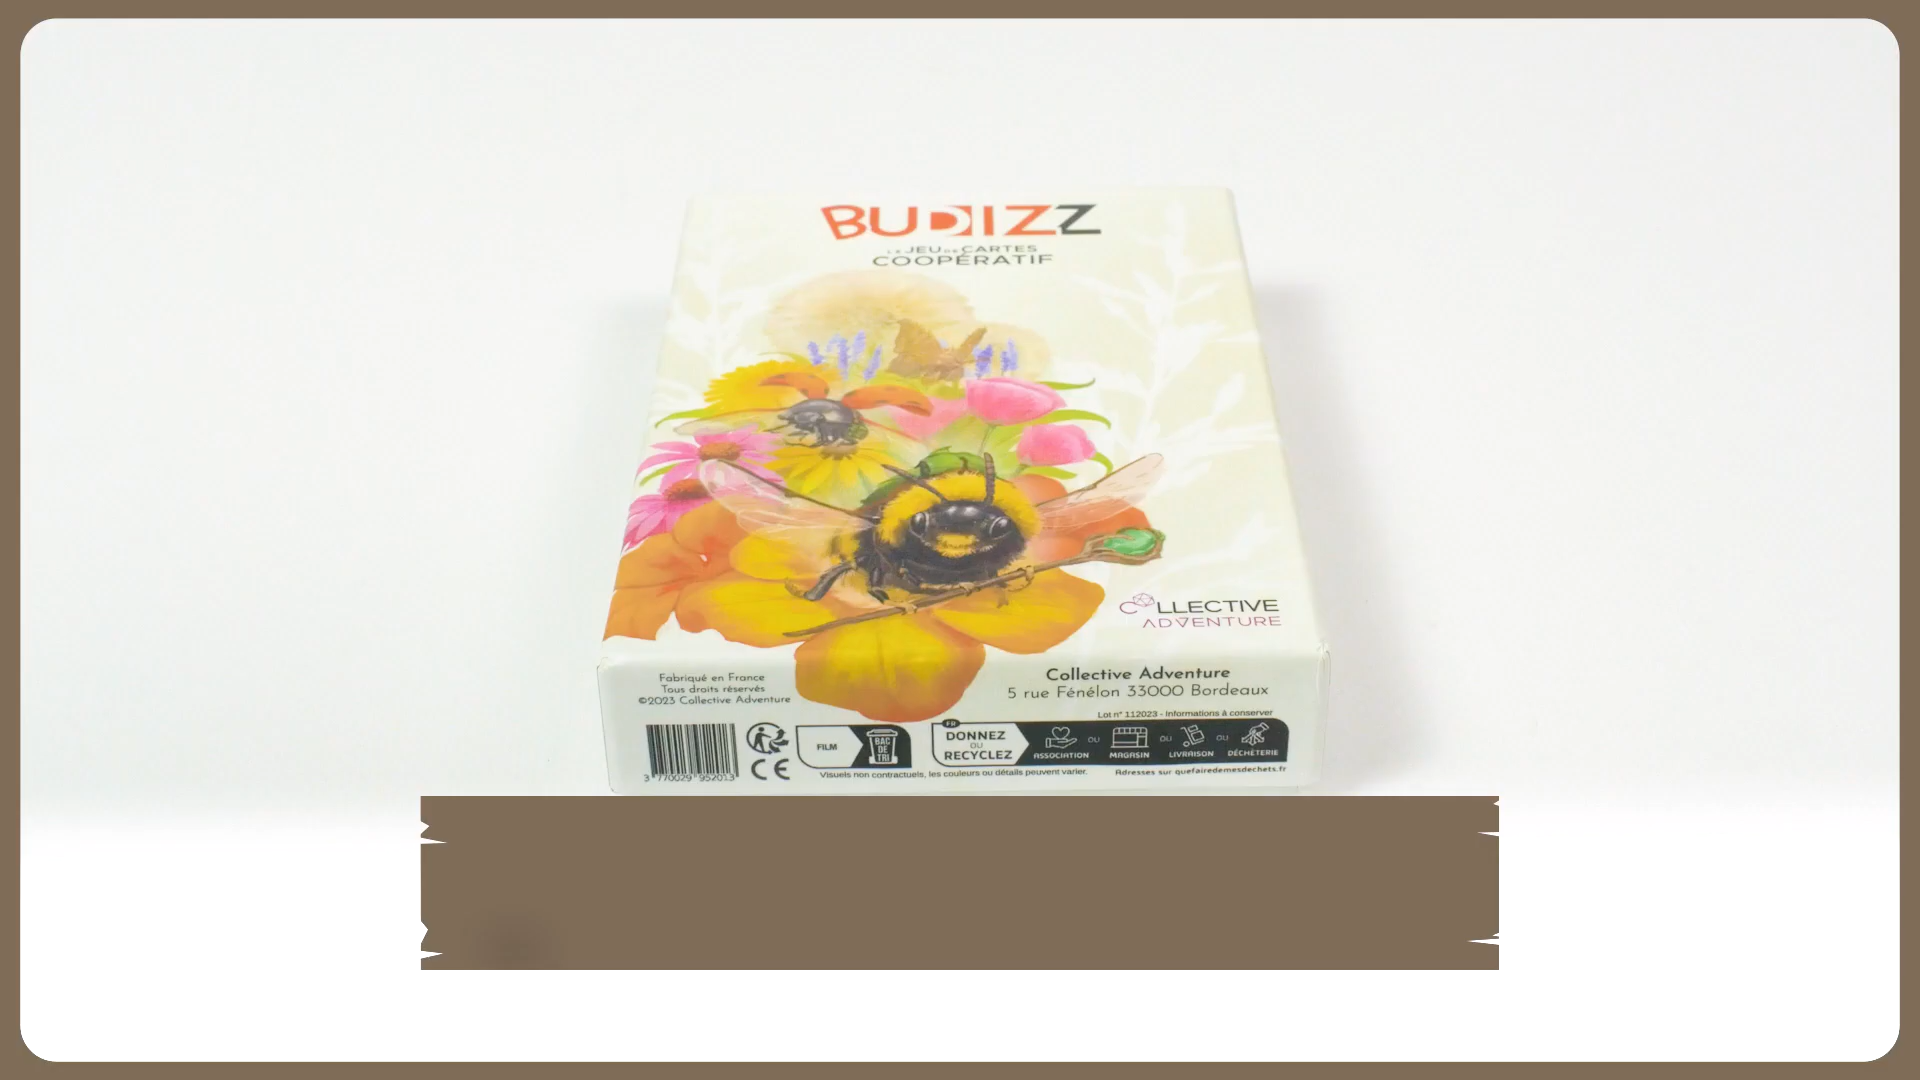 BUDIZZ
LE JEU DE CARTES
COOPÉRATIF
COLLECTIVE
ADVENTURE
Fabriqué en France
Tous droits réservés
©2023 Collective Adventure
Collective Adventure
5 rue Fénélon 33000 Bordeaux
Lot n° 112023 - Informations à conserver
FILM
BAC
DE
TRI
FR
DONNEZ
OU
RECYCLEZ
ASSOCIATION OU MAGASIN OU LIVRAISON OU DÉCHÈTERIE
3 770029 952013
CE
Visuels non contractuels, les couleurs ou détails peuvent varier.
Adresses sur quefairedemesdechets.fr